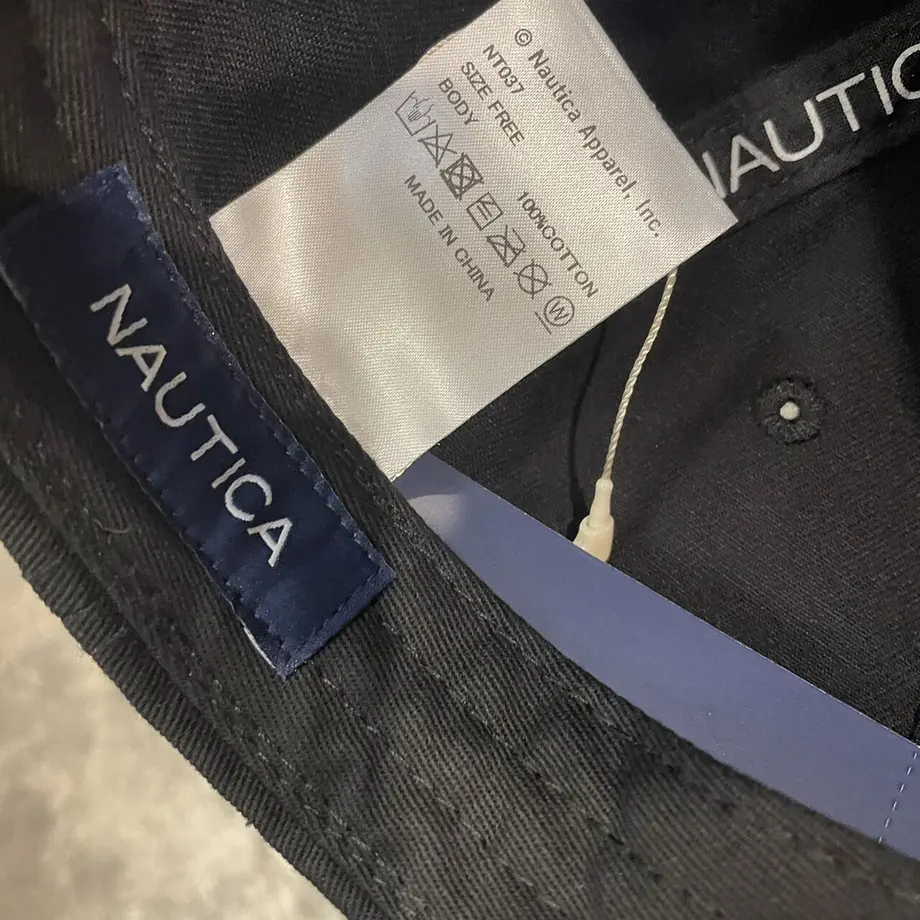 © Nautica Apparel, Inc.
NT037
SIZE FREE
BODY 100%COTTON
W
MADE IN CHINA
NAUTICA
NAUTIC